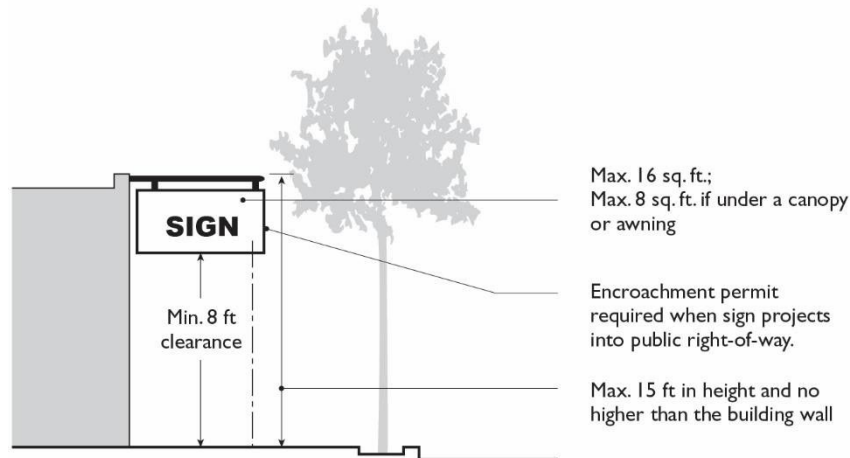 SIGN
Min. 8 ft
clearance
Max. 16 sq. ft.;
Max. 8 sq. ft. if under a canopy
or awning
Encroachment permit
required when sign projects
into public right-of-way.
Max. 15 ft in height and no
higher than the building wall